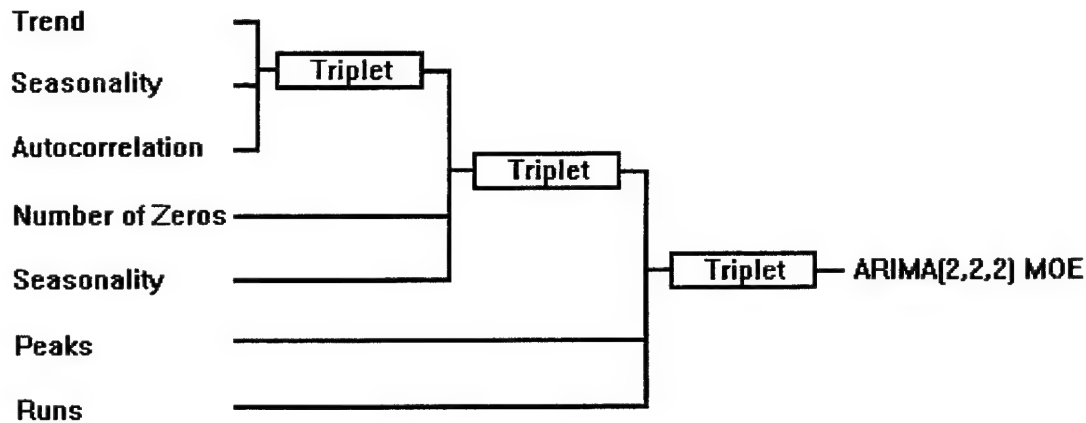 Trend
Triplet
Seasonality
Autocorrelation
Triplet
Number of Zeros
Seasonality
Triplet
ARIMA(2,2,2) MOE
Peaks
Runs